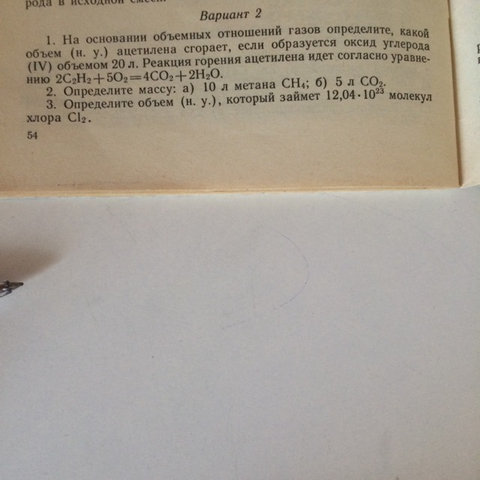 рода в исходной смеси.
Вариант 2
1. На основании объемных отношений газов определите, какой
объем (н. у.) ацетилена сгорает, если образуется оксид углерода
(IV) объемом 20 л. Реакция горения ацетилена идет согласно уравне-
нию 2C₂H₂+5O₂=4CO₂+2H₂O.
2. Определите массу: а) 10 л метана CH₄; б) 5 л CO₂.
3. Определите объем (н. у.), который займет 12,04·10²³ молекул
хлора Cl₂.
54